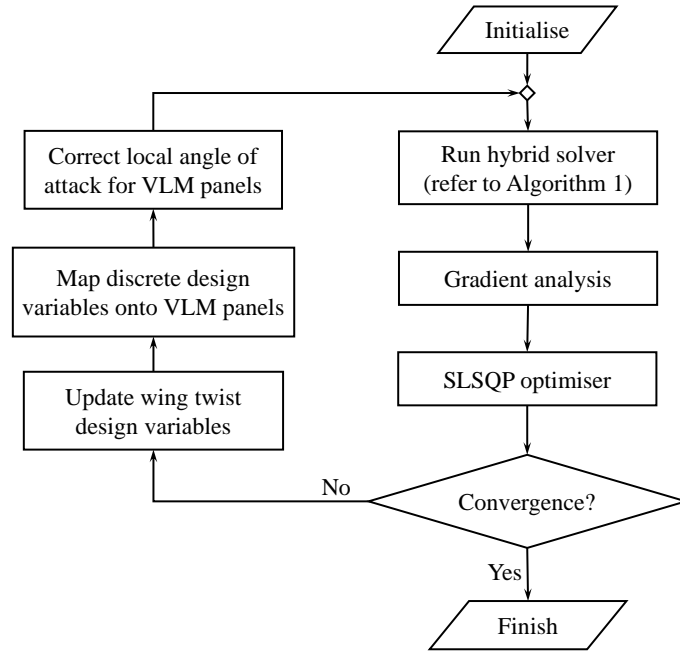 Initialise
Run hybrid solver
(refer to Algorithm 1)
Gradient analysis
SLSQP optimiser
Convergence?
No
Yes
Finish
Update wing twist
design variables
Map discrete design
variables onto VLM panels
Correct local angle of
attack for VLM panels